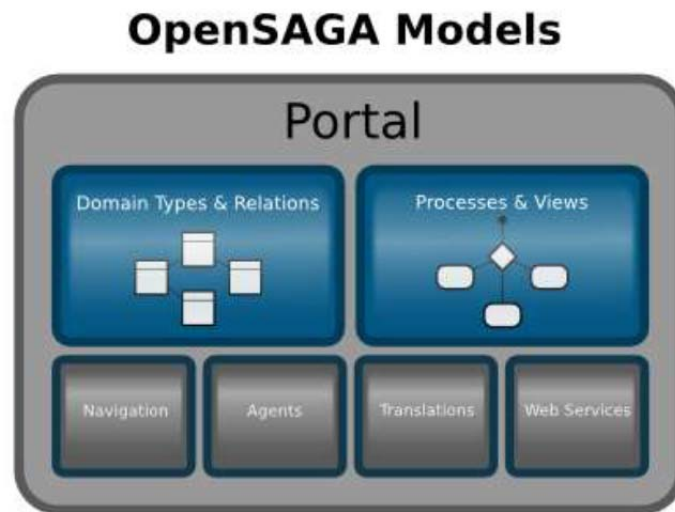 OpenSAGA Models
Portal
Domain Types & Relations
Processes & Views
Navigation
Agents
Translations
Web Services